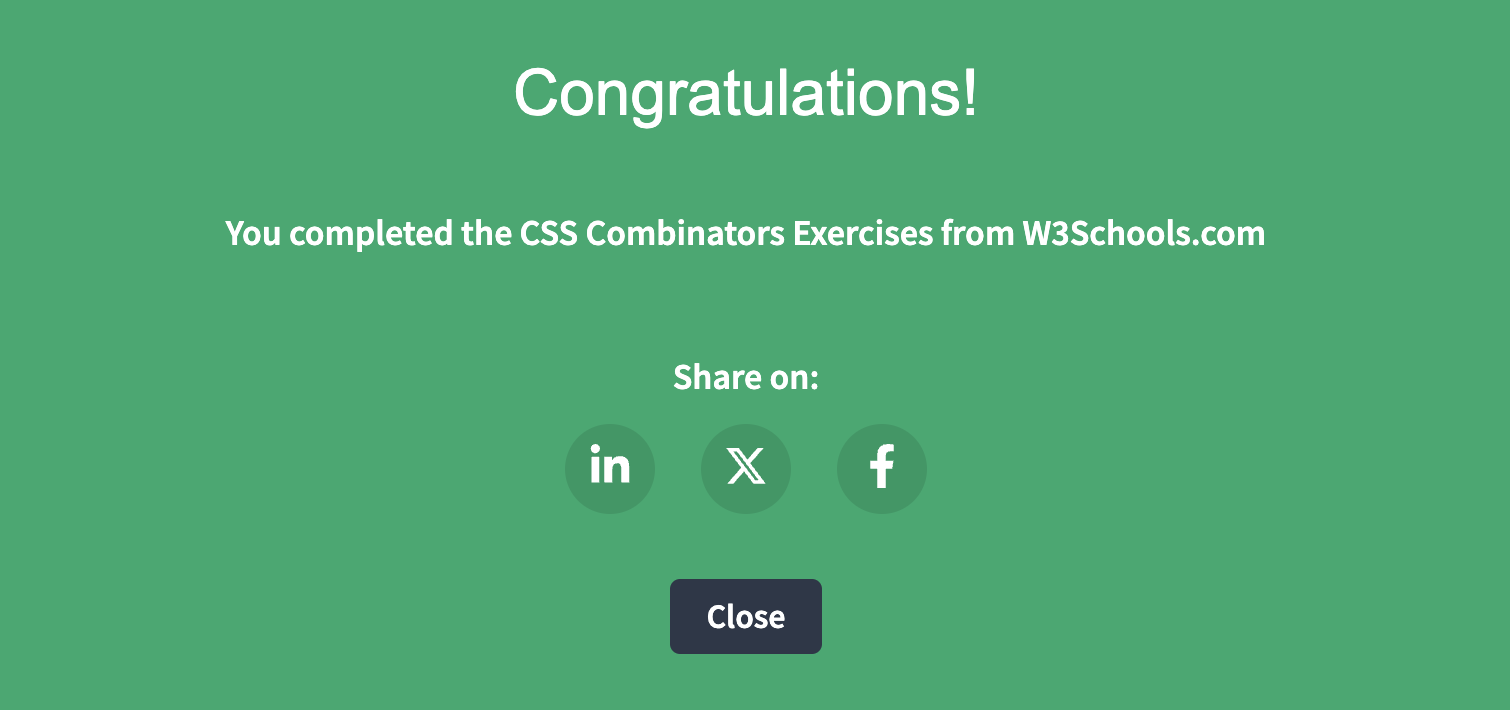 Congratulations!
You completed the CSS Combinators Exercises from W3Schools.com
Share on:
in X f
Close